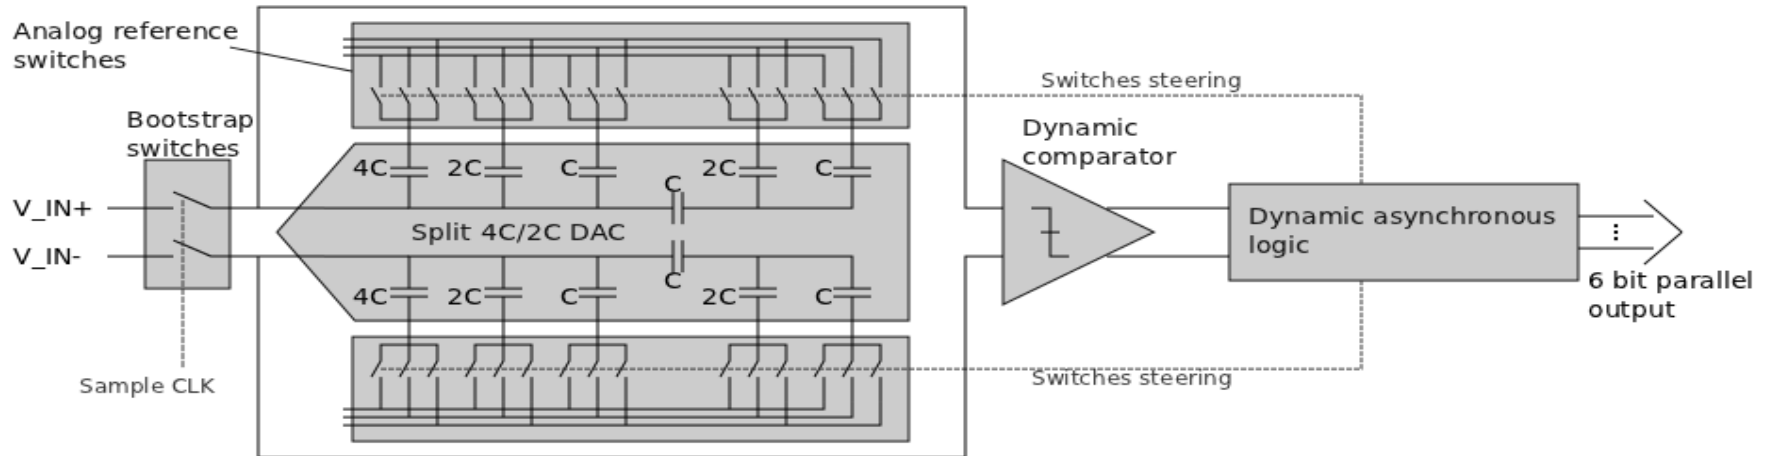 Analog reference
switches
Switches steering
Bootstrap
switches
Dynamic
comparator
4C 2C C C 2C C
V_IN+
Split 4C/2C DAC
Dynamic asynchronous
logic
V_IN-
4C 2C C C 2C C
6 bit parallel
output
Sample CLK
Switches steering